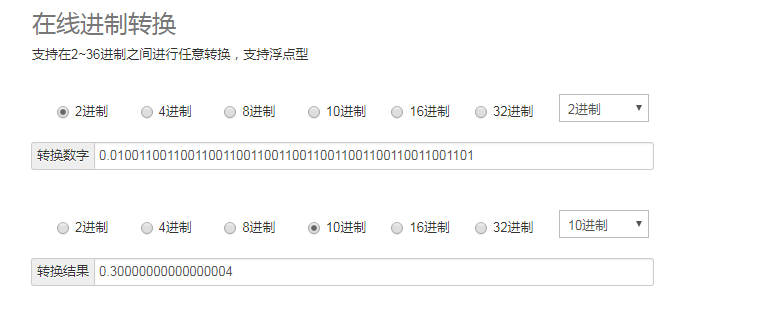 在线进制转换
支持在2~36进制之间进行任意转换，支持浮点型
2进制 4进制 8进制 10进制 16进制 32进制 2进制
转换数字 0.0100110011001100110011001100110011001100110011001101
2进制 4进制 8进制 10进制 16进制 32进制 10进制
转换结果 0.30000000000000004